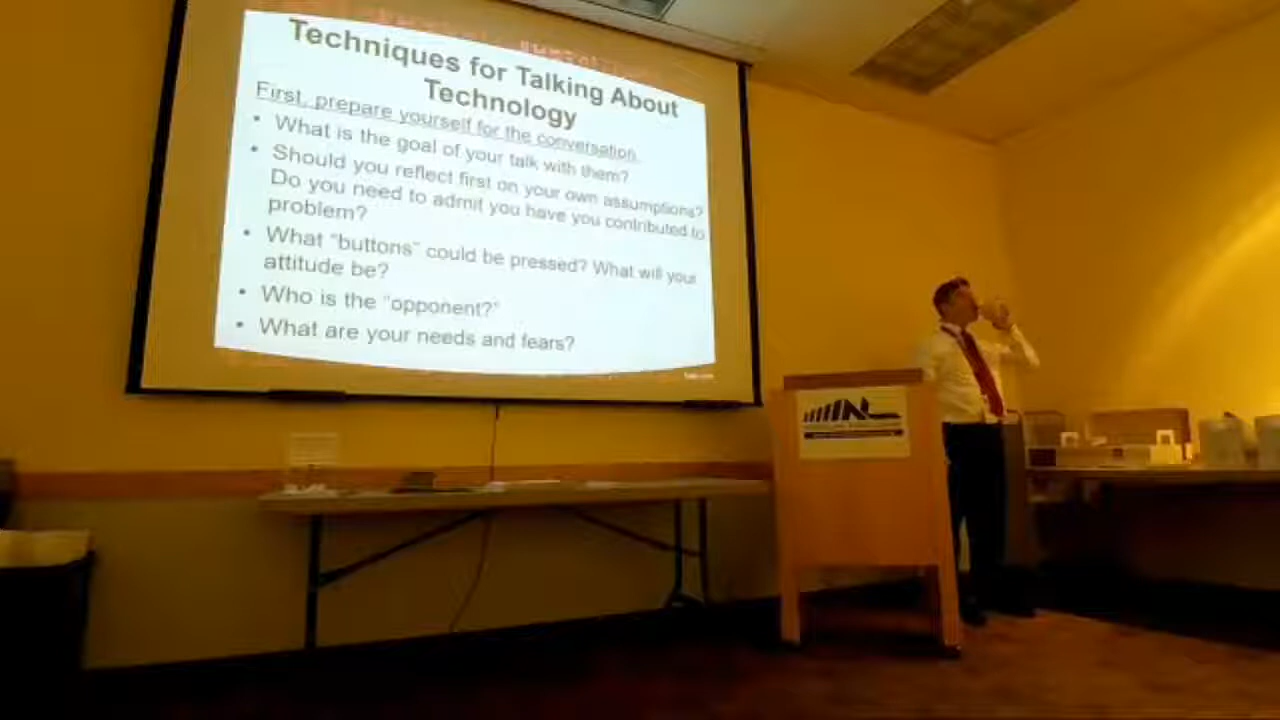 Techniques for Talking About
Technology
First, prepare yourself for the conversation.
• What is the goal of your talk with them?
• Should you reflect first on your own assumptions?
Do you need to admit you have you contributed to
problem?
• What “buttons” could be pressed? What will your
attitude be?
• Who is the “opponent?”
• What are your needs and fears?